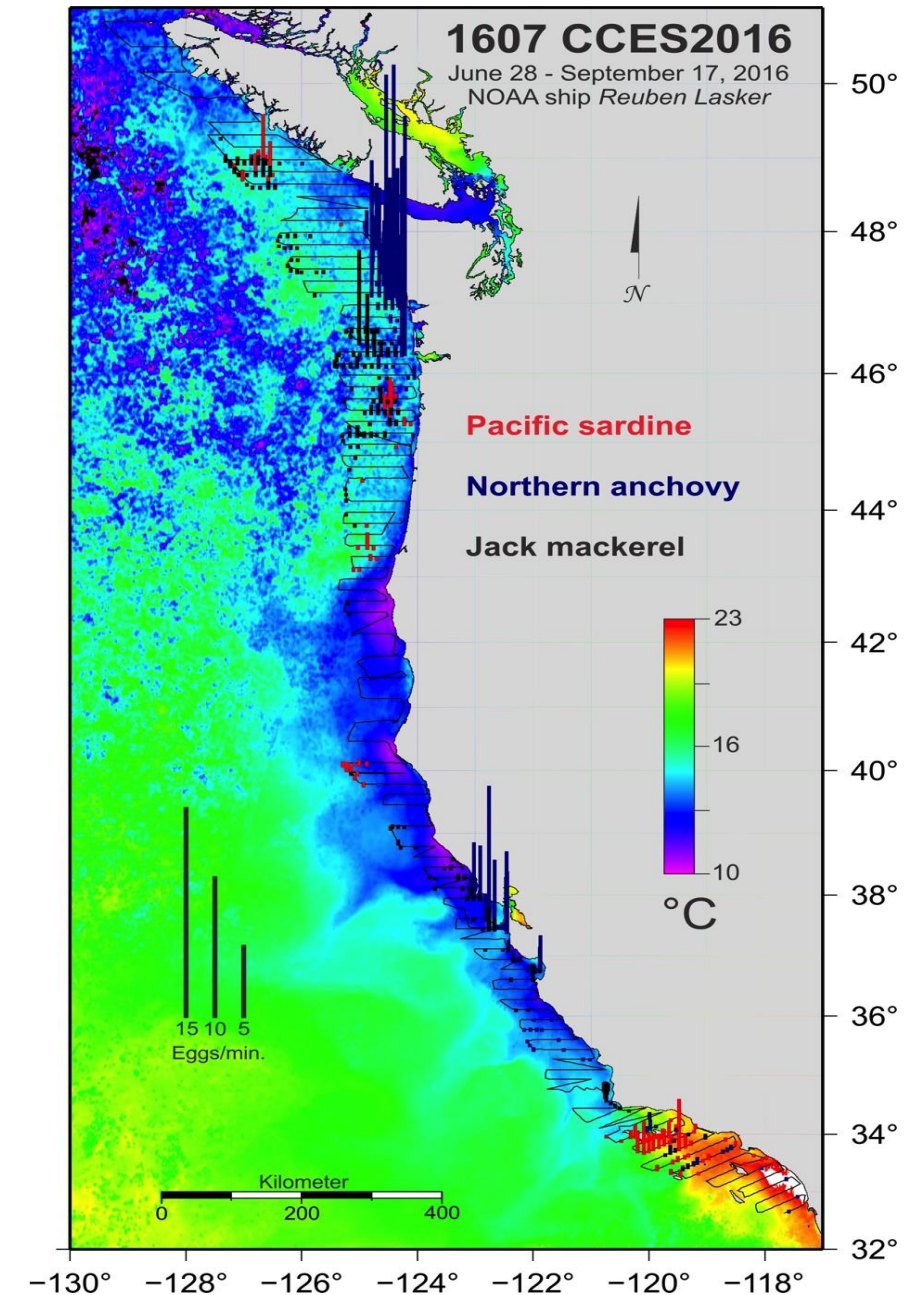 1607 CCES2016
June 28 - September 17, 2016
NOAA ship Reuben Lasker
50°
48°
N
46°
Pacific sardine
Northern anchovy
44°
Jack mackerel
23
42°
16
40°
10
38°
°C
36°
15 10 5
Eggs/min.
34°
Kilometer
0 200 400
32°
−130° −128° −126° −124° −122° −120° −118°